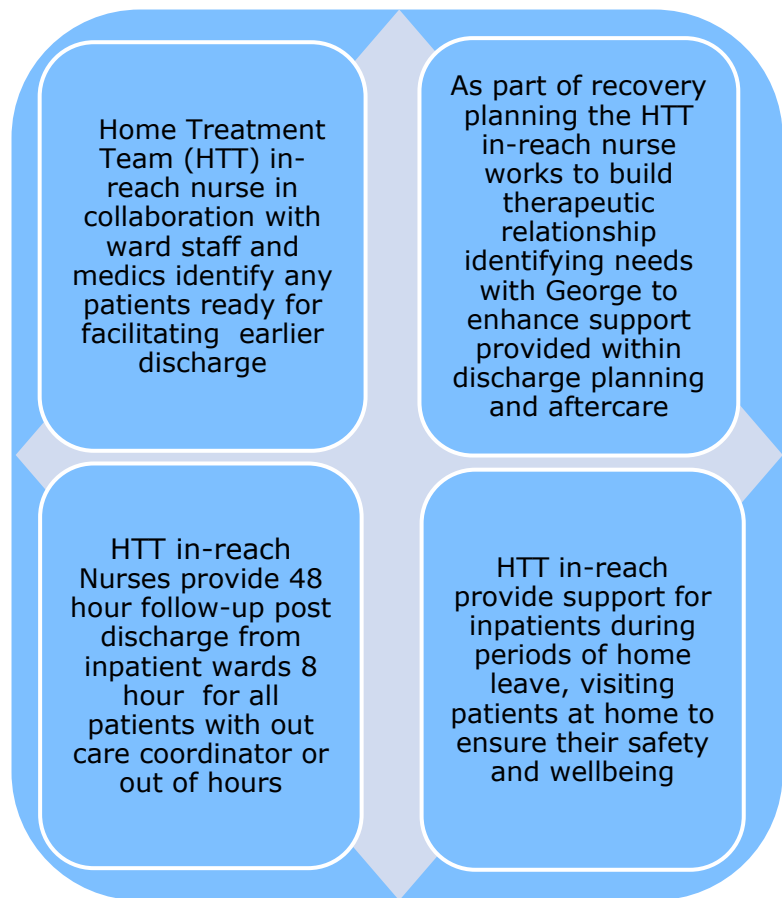 Home Treatment
Team (HTT) in-
reach nurse in
collaboration with
ward staff and
medics identify any
patients ready for
facilitating earlier
discharge
As part of recovery
planning the HTT
in-reach nurse
works to build
therapeutic
relationship
identifying needs
with George to
enhance support
provided within
discharge planning
and aftercare
HTT in-reach
Nurses provide 48
hour follow-up post
discharge from
inpatient wards 8
hour for all
patients with out
care coordinator or
out of hours
HTT in-reach
provide support for
inpatients during
periods of home
leave, visiting
patients at home to
ensure their safety
and wellbeing